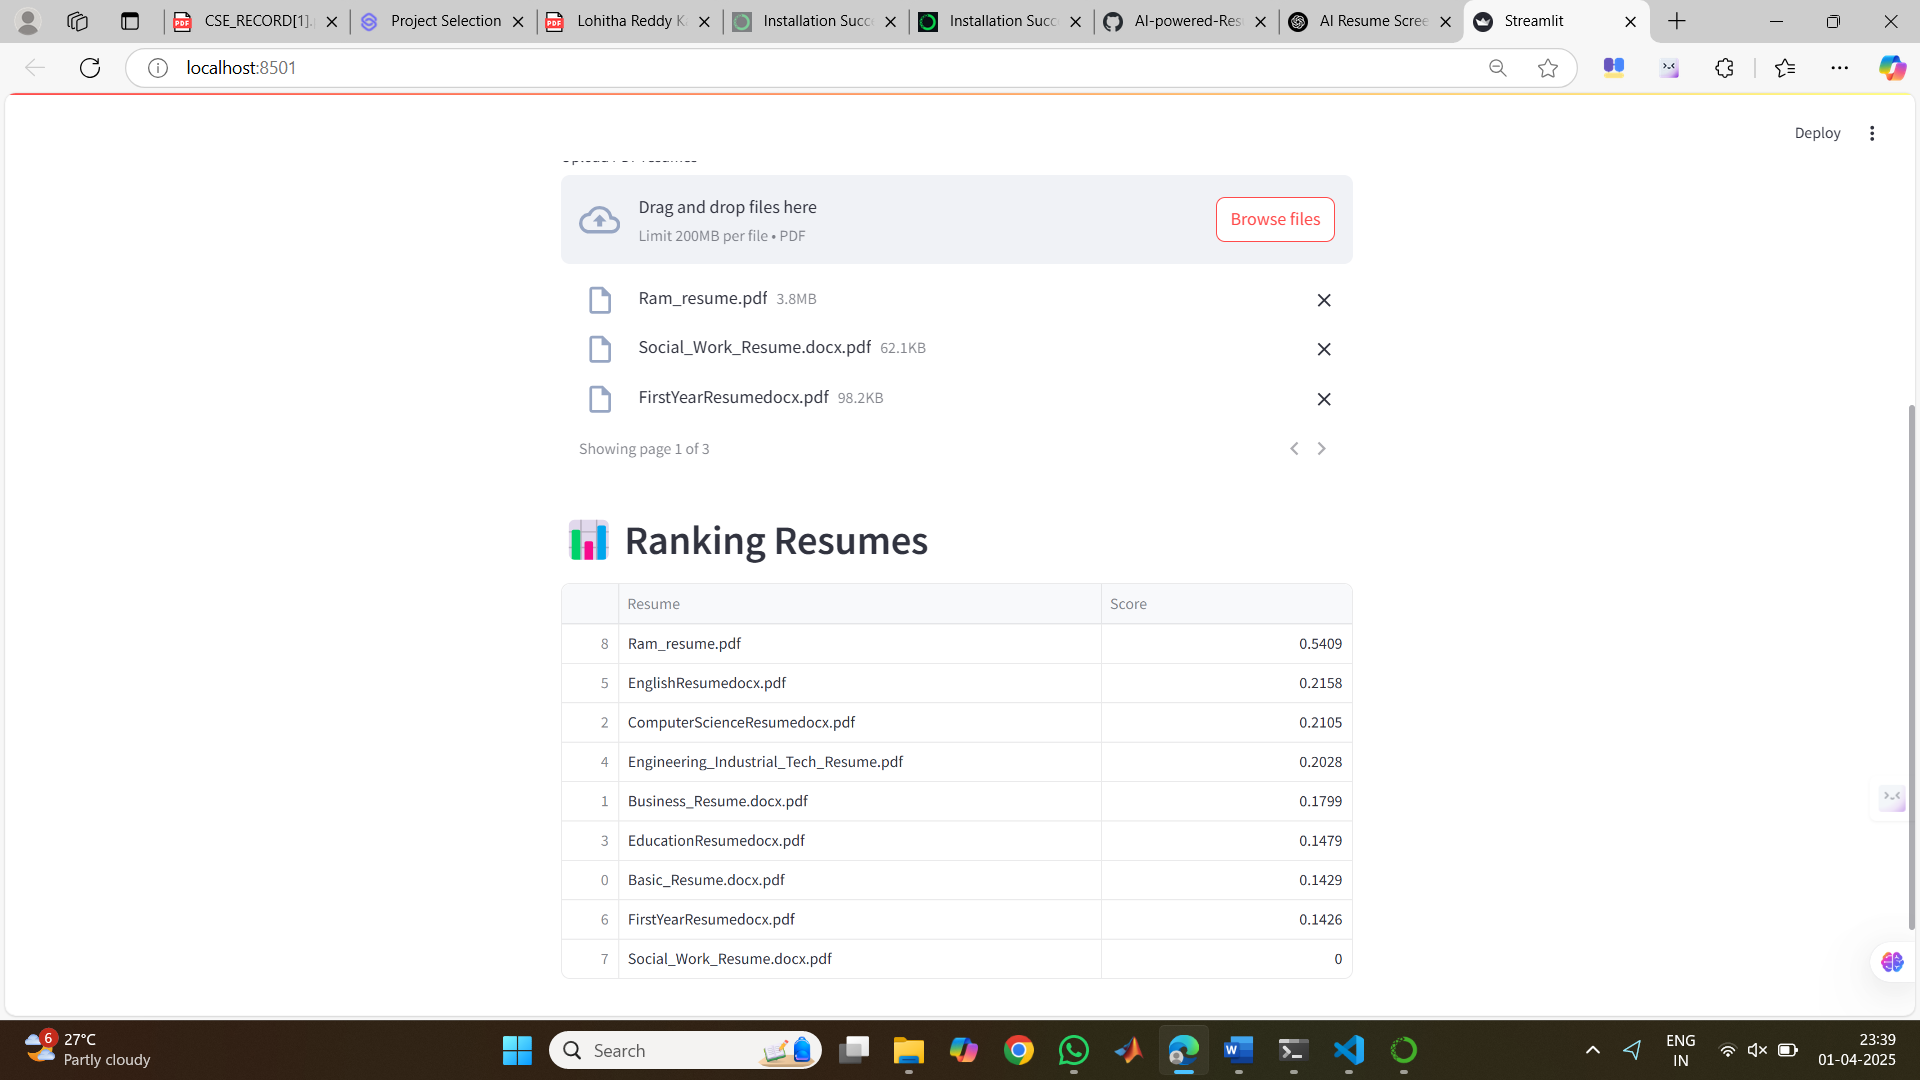 CSE_RECORD[1].
Project Selection
Lohitha Reddy K
Installation Succ
Installation Succ
AI-powered-Res
AI Resume Scree
Streamlit
localhost:8501
Deploy
Drag and drop files here
Limit 200MB per file • PDF
Browse files
Ram_resume.pdf 3.8MB
Social_Work_Resume.docx.pdf 62.1KB
FirstYearResumedocx.pdf 98.2KB
Showing page 1 of 3
Ranking Resumes
Resume Score
8 Ram_resume.pdf 0.5409
5 EnglishResumedocx.pdf 0.2158
2 ComputerScienceResumedocx.pdf 0.2105
4 Engineering_Industrial_Tech_Resume.pdf 0.2028
1 Business_Resume.docx.pdf 0.1799
3 EducationResumedocx.pdf 0.1479
0 Basic_Resume.docx.pdf 0.1429
6 FirstYearResumedocx.pdf 0.1426
7 Social_Work_Resume.docx.pdf 0
6
27°C
Partly cloudy
Search
ENG
IN
23:39
01-04-2025